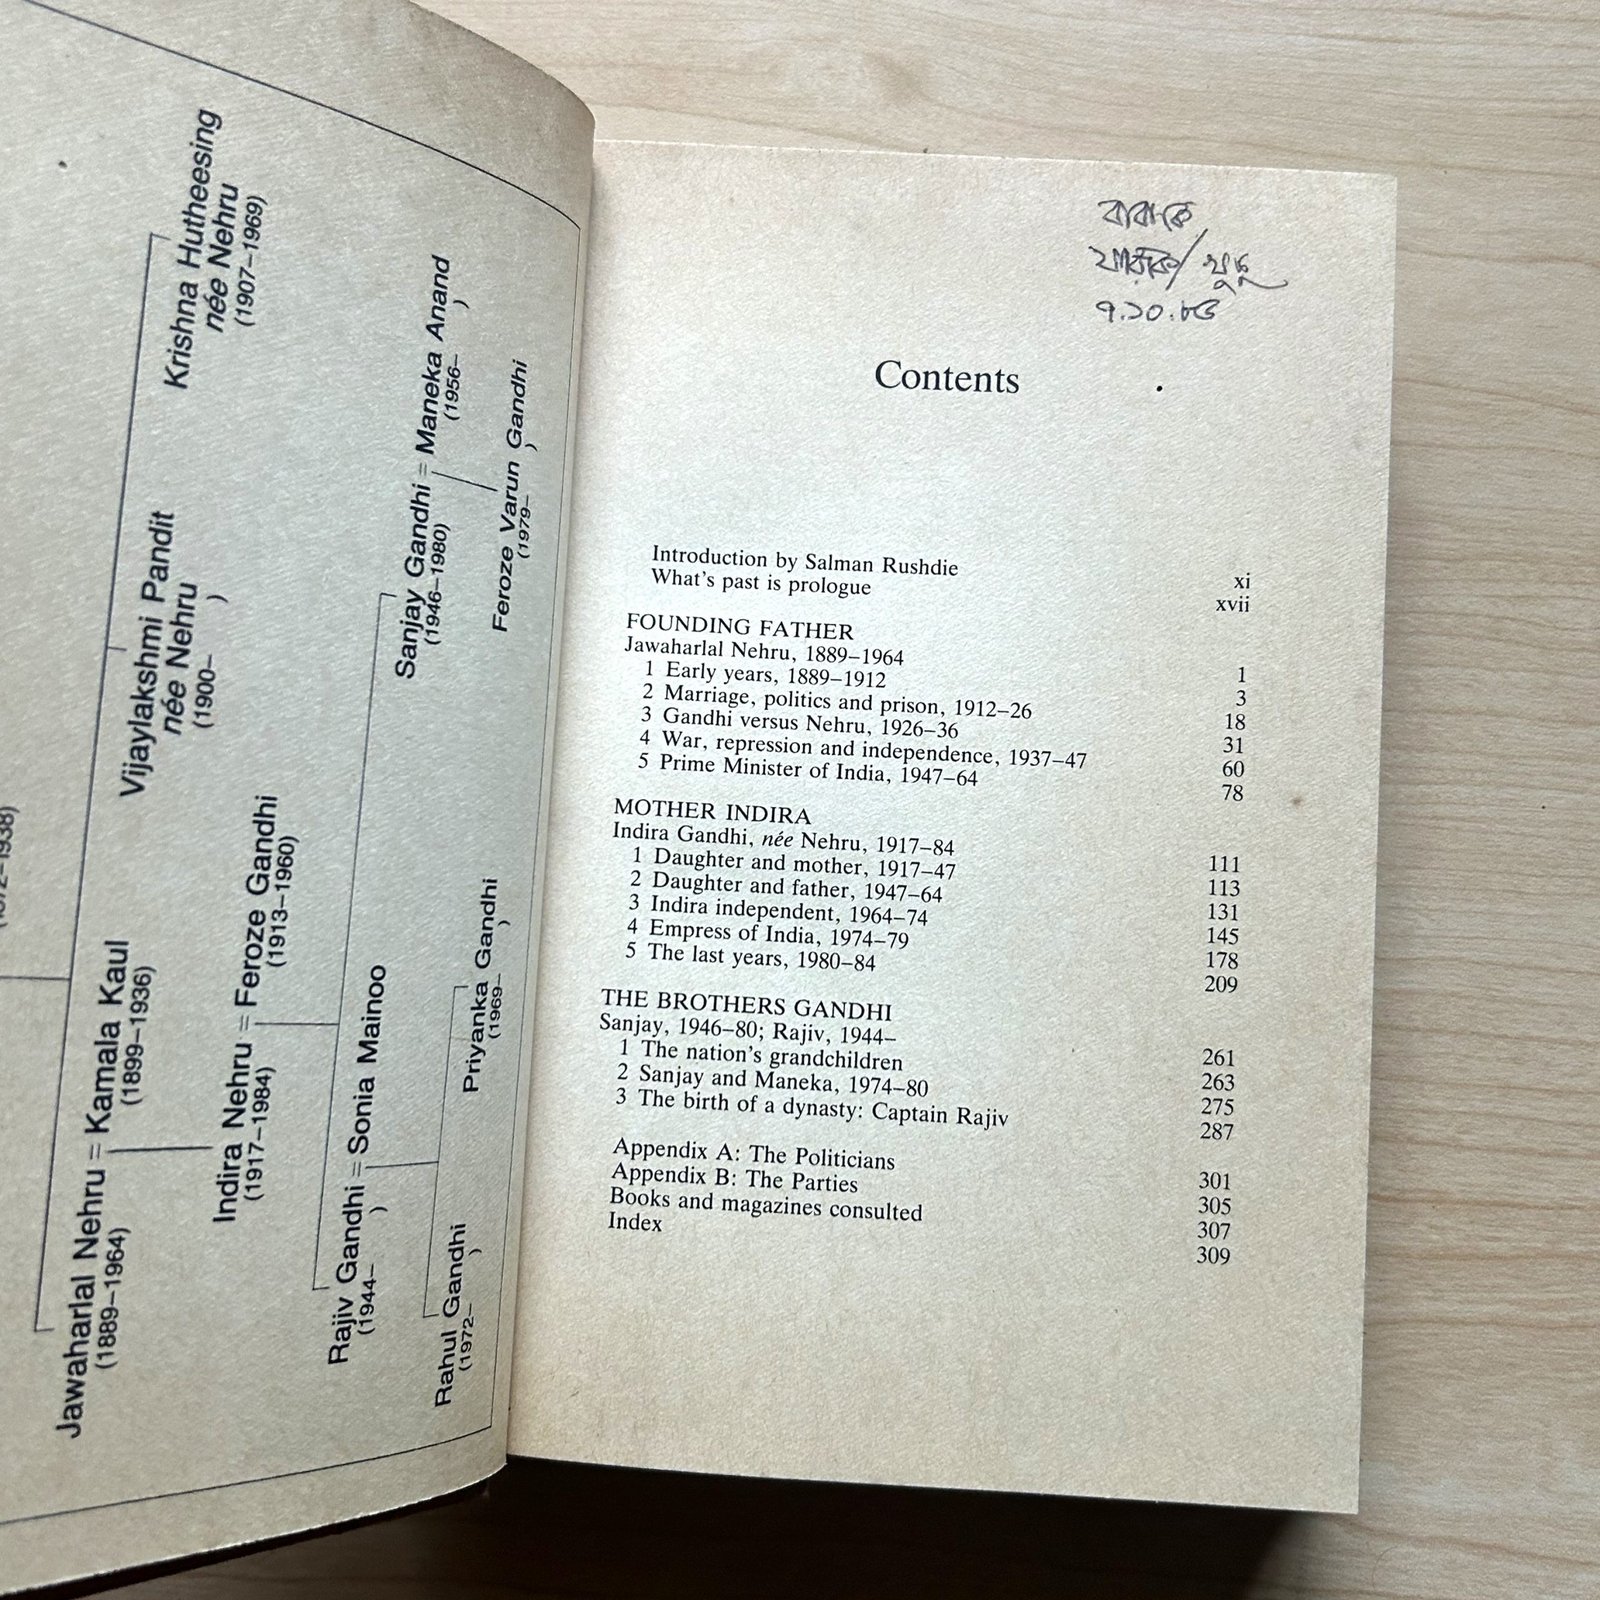 Krishna Hutheesing
née Nehru
(1907–1969)
Vijaylakshmi Pandit
née Nehru
(1900– )
Jawaharlal Nehru = Kamala Kaul
(1889–1964) (1899–1936)
Indira Nehru = Feroze Gandhi
(1917–1984) (1913–1960)
Sanjay Gandhi = Maneka Anand
(1946–1980) (1956– )
Rajiv Gandhi = Sonia Mainoo
(1944– )
Feroze Varun Gandhi
(1979– )
Priyanka Gandhi
(1969– )
Rahul Gandhi
(1972– )
বাবাকে
৭.১০.৮৫
Contents
Introduction by Salman Rushdie xi
What's past is prologue xvii
FOUNDING FATHER
Jawaharlal Nehru, 1889–1964 1
1 Early years, 1889–1912 3
2 Marriage, politics and prison, 1912–26 18
3 Gandhi versus Nehru, 1926–36 31
4 War, repression and independence, 1937–47 60
5 Prime Minister of India, 1947–64 78
MOTHER INDIRA
Indira Gandhi, née Nehru, 1917–84 111
1 Daughter and mother, 1917–47 113
2 Daughter and father, 1947–64 131
3 Indira independent, 1964–74 145
4 Empress of India, 1974–79 178
5 The last years, 1980–84 209
THE BROTHERS GANDHI
Sanjay, 1946–80; Rajiv, 1944– 261
1 The nation's grandchildren 263
2 Sanjay and Maneka, 1974–80 275
3 The birth of a dynasty: Captain Rajiv 287
Appendix A: The Politicians 301
Appendix B: The Parties 305
Books and magazines consulted 307
Index 309